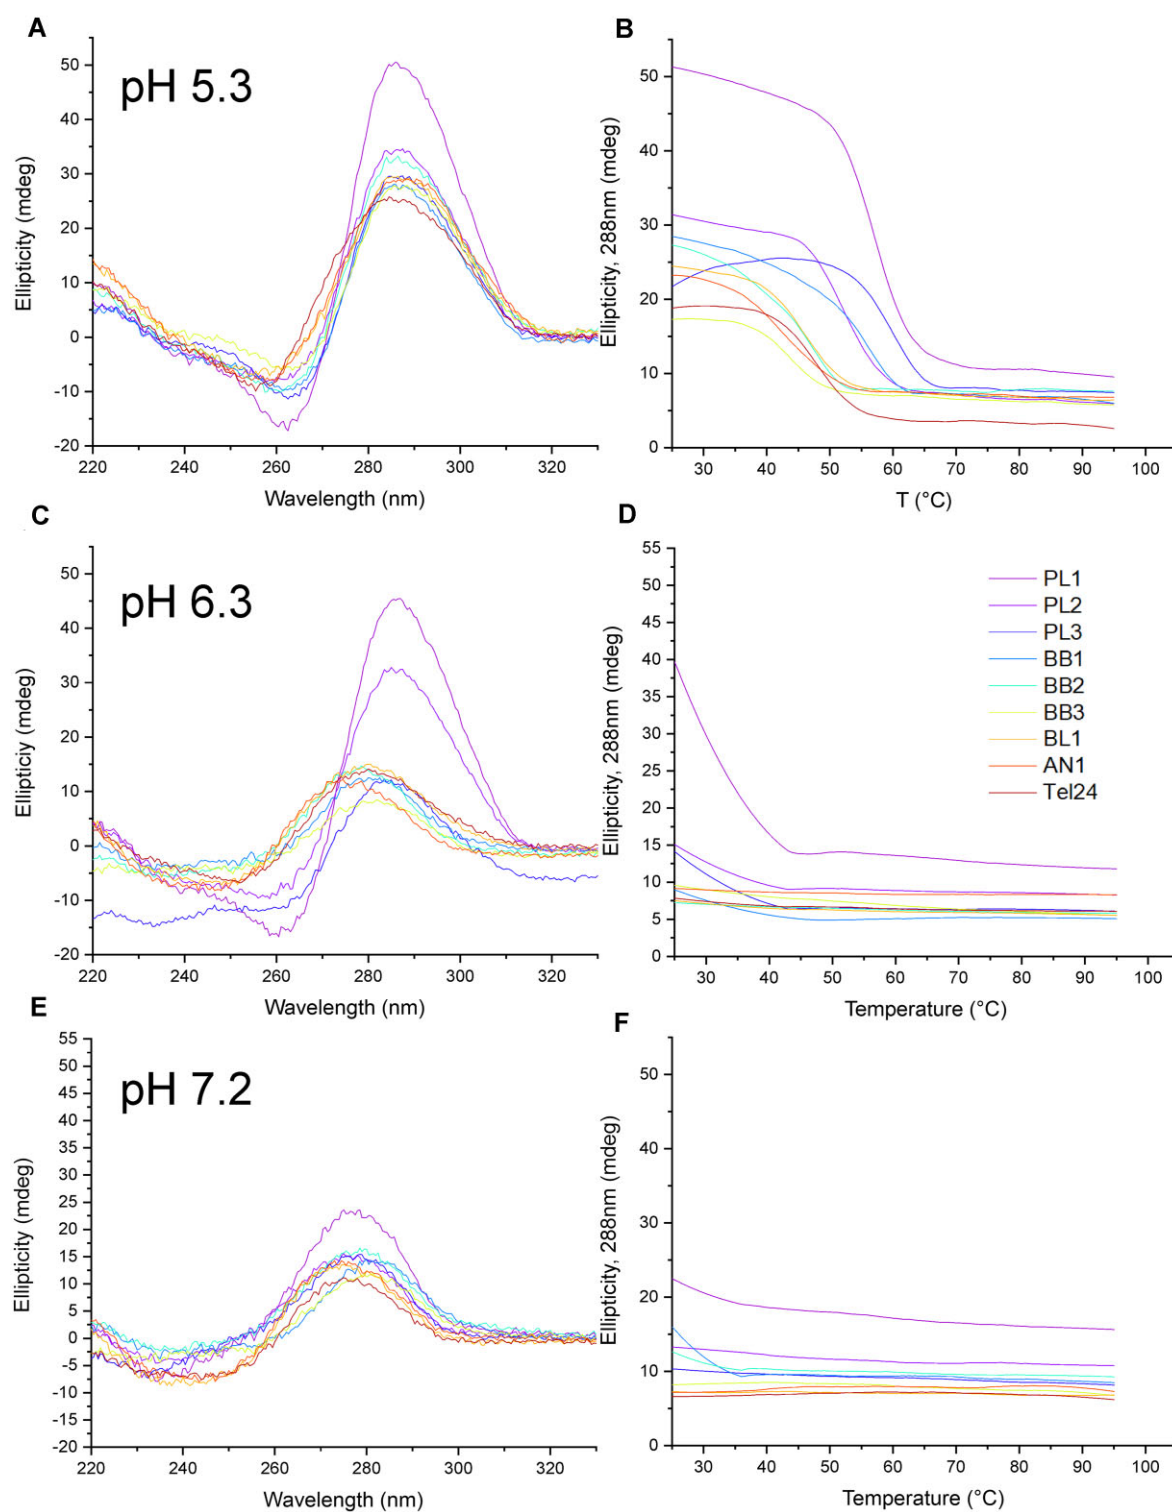 A
pH 5.3
Ellipticity (mdeg)
50
40
30
20
10
0
-10
-20
220 240 260 280 300 320
Wavelength (nm)
B
Ellipticity, 288nm (mdeg)
50
40
30
20
10
0
30 40 50 60 70 80 90 100
T (°C)
C
pH 6.3
Ellipticiy (mdeg)
50
40
30
20
10
0
-10
-20
220 240 260 280 300 320
Wavelength (nm)
D
Ellipticity, 288nm (mdeg)
55
50
45
40
35
30
25
20
15
10
5
0
30 40 50 60 70 80 90 100
Temperature (°C)
PL1
PL2
PL3
BB1
BB2
BB3
BL1
AN1
Tel24
E
pH 7.2
Ellipticity (mdeg)
55
50
45
40
35
30
25
20
15
10
5
0
-5
-10
-15
-20
220 240 260 280 300 320
Wavelength (nm)
F
Ellipticity, 288nm (mdeg)
50
40
30
20
10
0
30 40 50 60 70 80 90 100
Temperature (°C)